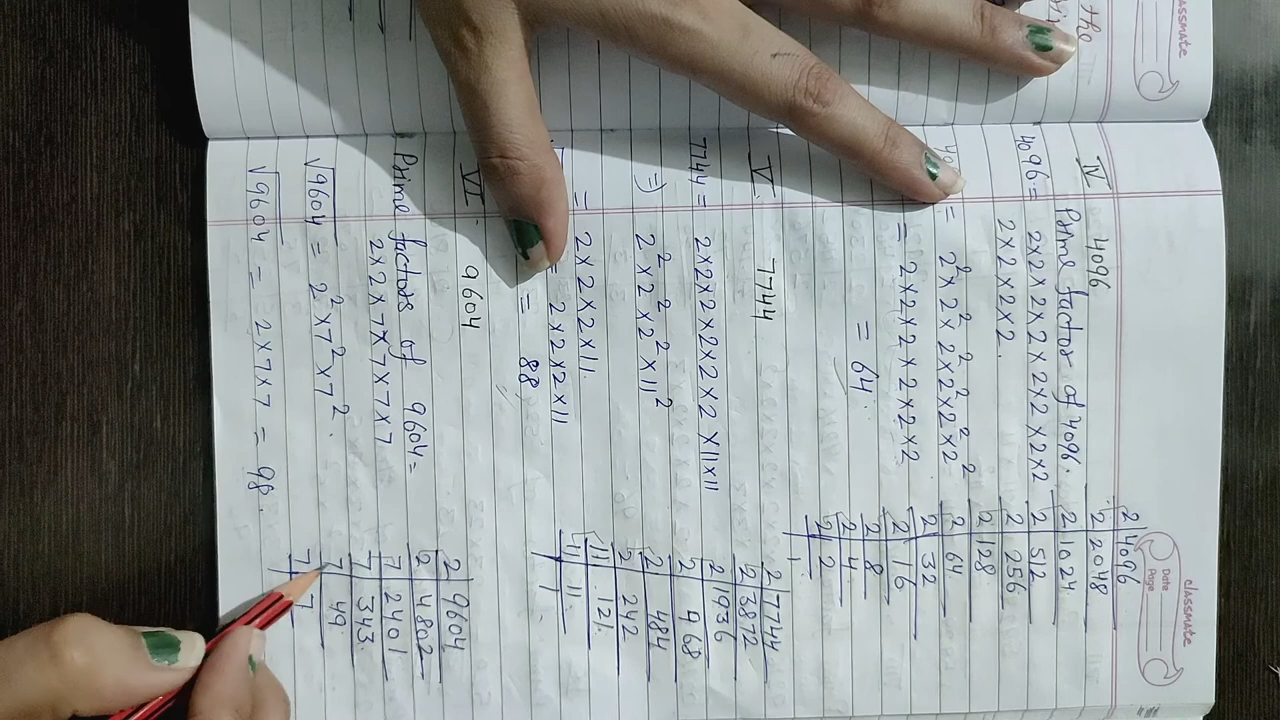 classmate
Date
Page
IV 4096
Prime factor of 4096.
4096 = 2×2×2×2×2×2×2×2
2×2×2×2.
= 2² × 2² × 2² × 2² × 2² × 2²
= 2×2×2×2×2×2
= 64.
2 4096
2 2048
2 1024
2 512
2 256
2 128
2 64
2 32
2 16
2 8
2 4
2 2
1
V. 7744
7744 = 2×2×2×2×2×2×11×11
=) 2² × 2² × 2² × 11²
= 2×2×2×11.
= 2×2×2×11
= 88
2 7744
2 3872
2 1936
2 968
2 484
2 242
11 121
11 11
1
VI. 9604
Prime factors of 9604 =
2×2×7×7×7×7
√9604 = 2² × 7² × 7².
√9604 = 2×7×7 = 98.
2 9604
2 4802
7 2401
7 343
7 49
7 7
classmate
the